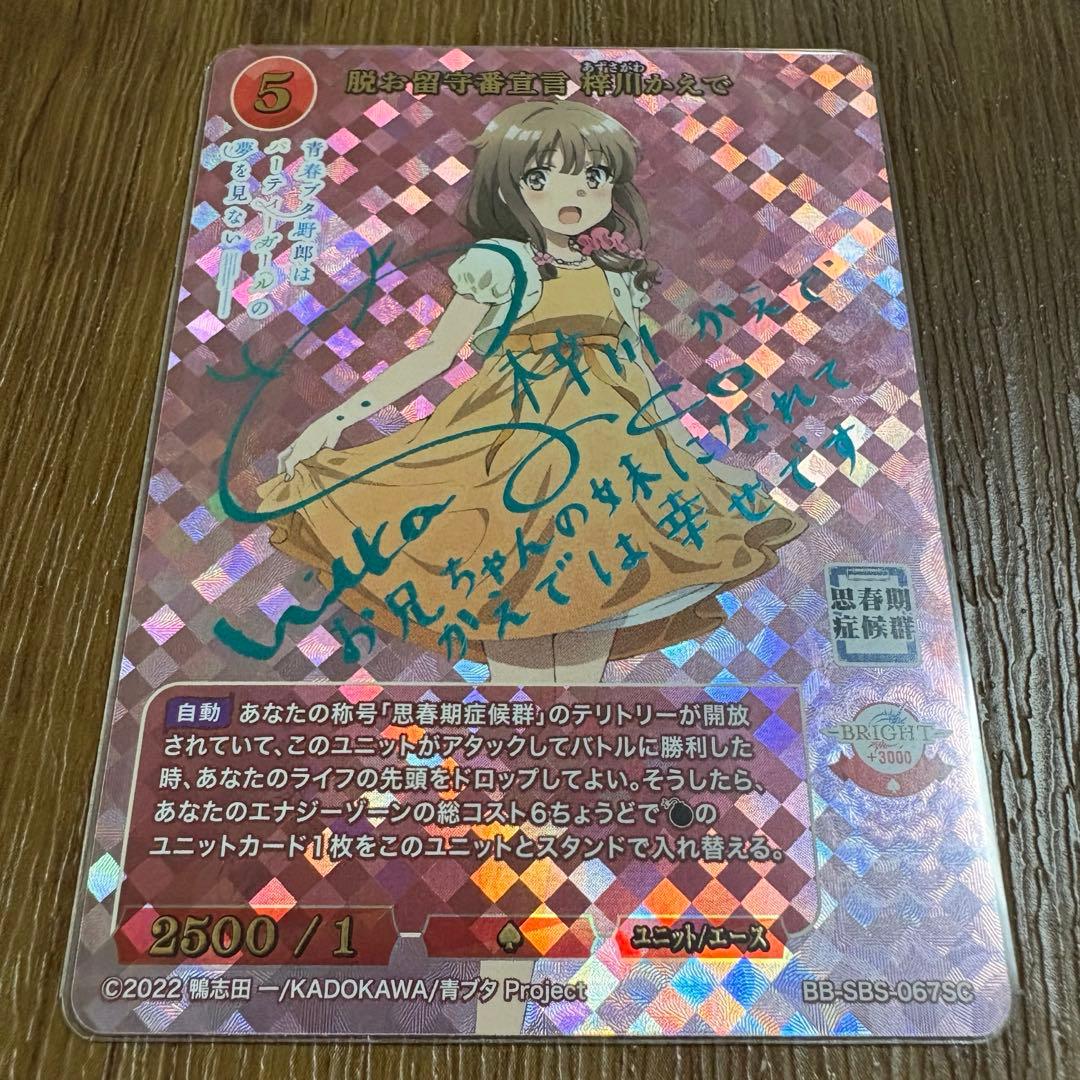 5
脱お留守番宣言 梓川かえで
あずさがわ
青春ブタ野郎は
バーティーガールの
夢を見ない
梓川 かえで
お兄ちゃんの妹になれて
かえでは幸せです
思春期
症候群
自動 あなたの称号「思春期症候群」のテリトリーが開放
されていて、このユニットがアタックしてバトルに勝利した
時、あなたのライフの先頭をドロップしてよい。そうしたら、
あなたのエナジーゾーンの総コスト6ちょうどで💣の
ユニットカード1枚をこのユニットとスタンドで入れ替える。
BRIGHT
+3000
2500 / 1 − ♠ ユニット/エース
©2022 鴨志田 一/KADOKAWA/青ブタ Project BB-SBS-067SC